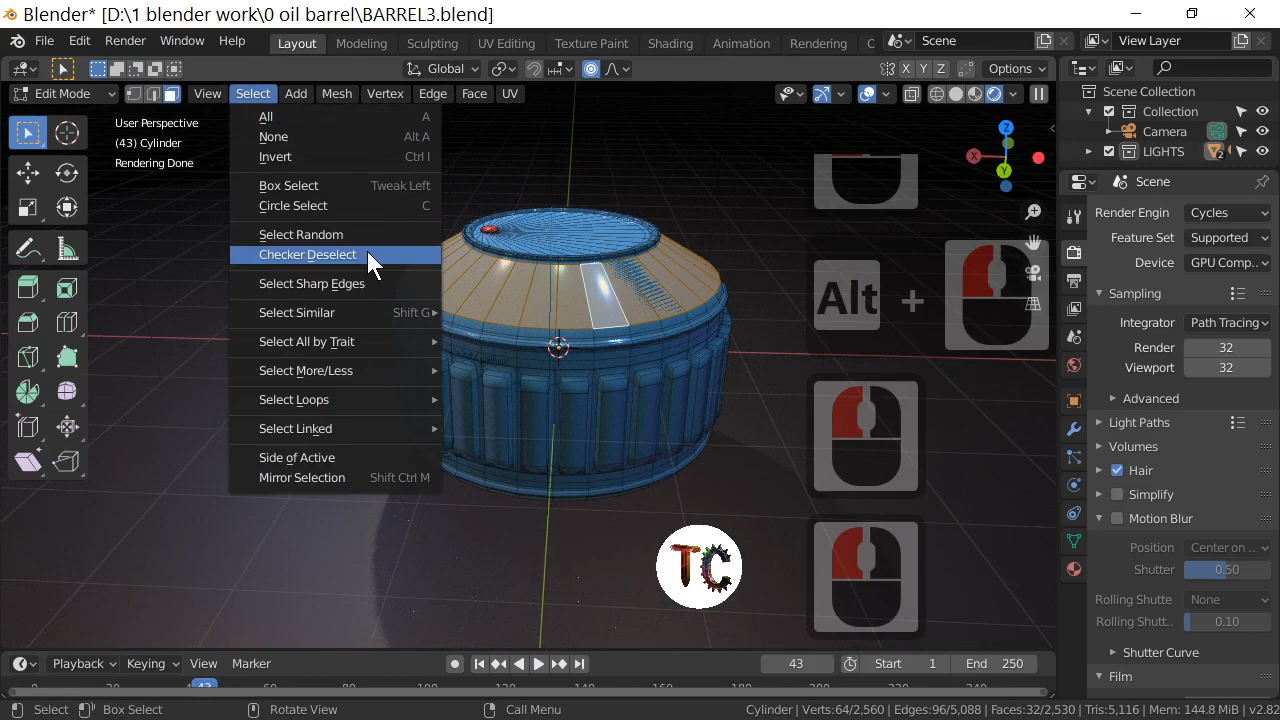 Blender* [D:\1 blender work\0 oil barrel\BARREL3.blend]
File Edit Render Window Help Layout Modeling Sculpting UV Editing Texture Paint Shading Animation Rendering C Scene View Layer
Global X Y Z Options
Edit Mode View Select Add Mesh Vertex Edge Face UV
User Perspective
(43) Cylinder
Rendering Done
All A
None Alt A
Invert Ctrl I
Box Select Tweak Left
Circle Select C
Select Random
Checker Deselect
Select Sharp Edges
Select Similar Shift G
Select All by Trait
Select More/Less
Select Loops
Select Linked
Side of Active
Mirror Selection Shift Ctrl M
Z
X
Y
Alt +
TC
Scene Collection
Collection
Camera
LIGHTS 2
Scene
Render Engin Cycles
Feature Set Supported
Device GPU Comp..
Sampling
Integrator Path Tracing
Render 32
Viewport 32
Advanced
Light Paths
Volumes
Hair
Simplify
Motion Blur
Position Center on ..
Shutter 0.50
Rolling Shutte None
Rolling Shutt.. 0.10
Shutter Curve
Film
Playback Keying View Marker 43 Start 1 End 250
Select Box Select Rotate View Call Menu Cylinder | Verts:64/2,560 | Edges:96/5,088 | Faces:32/2,530 | Tris:5,116 | Mem: 144.8 MiB | v2.82